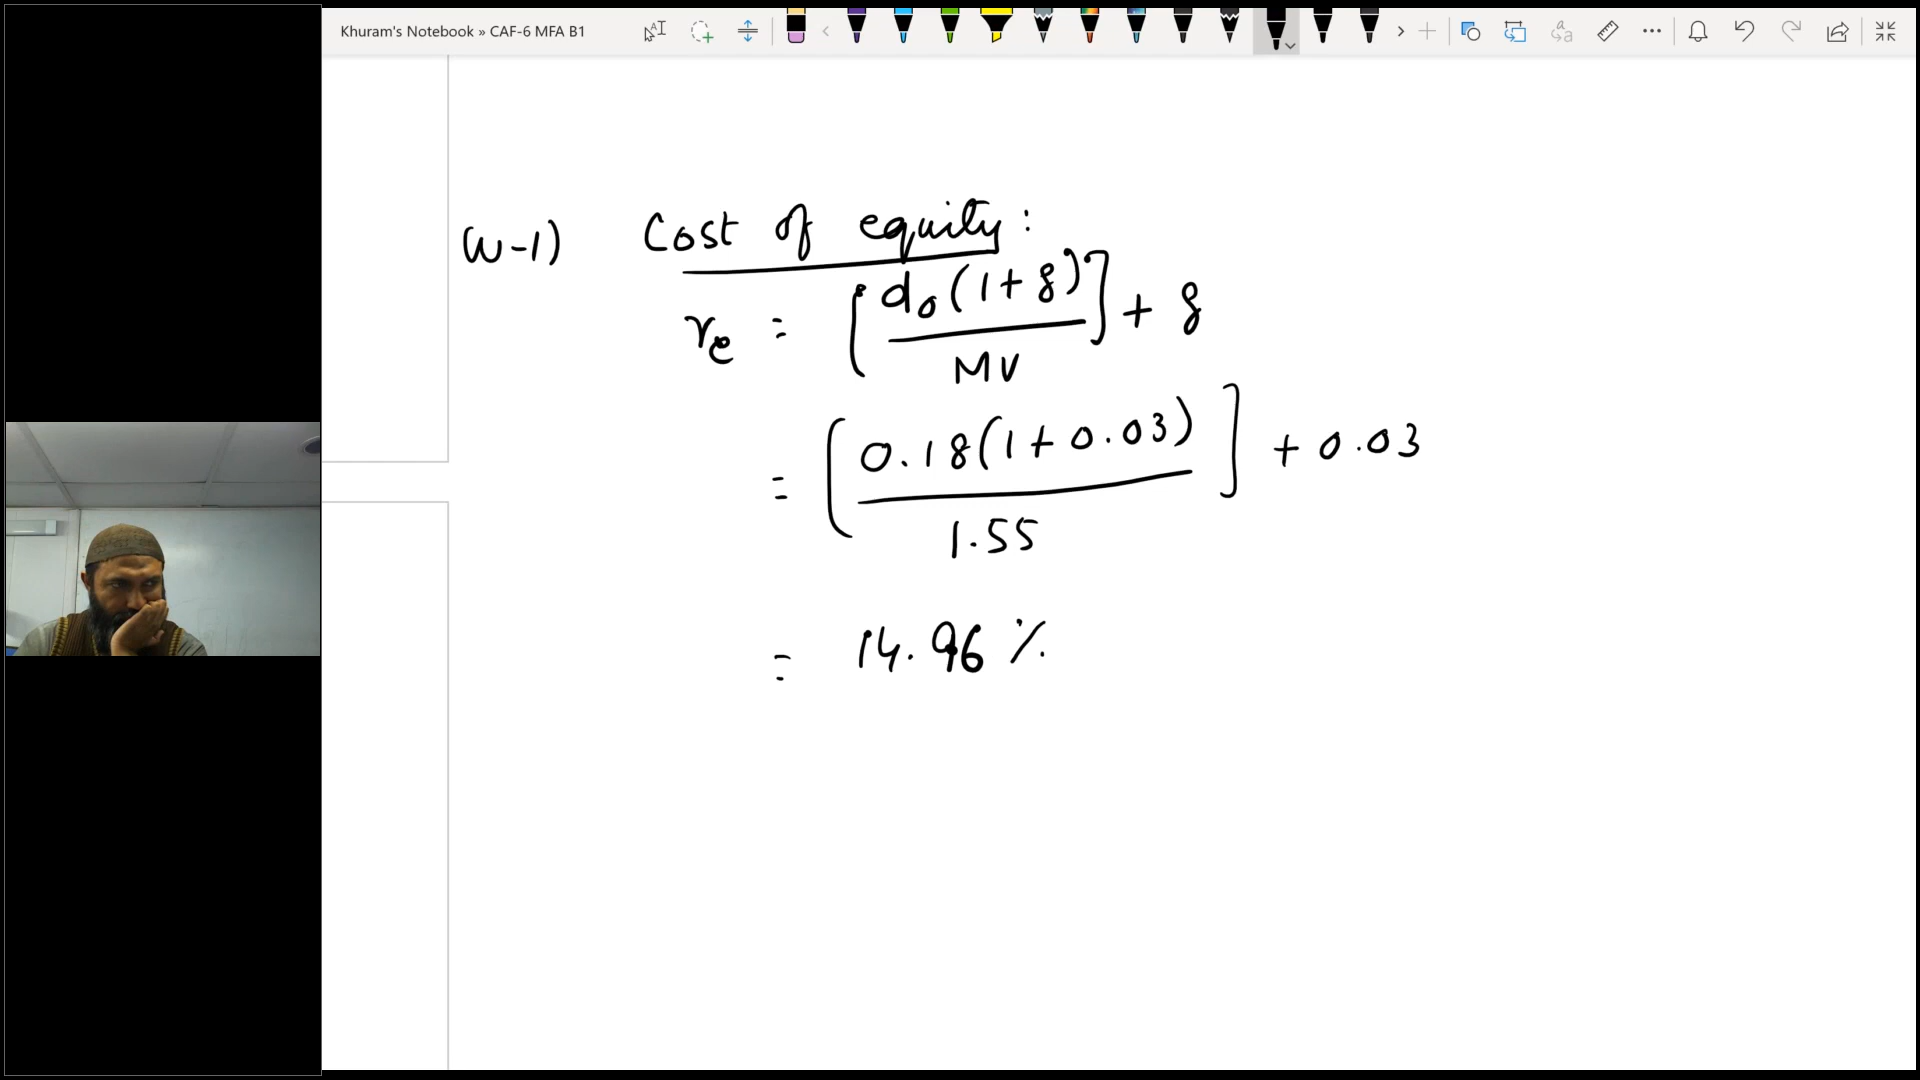 Khuram's Notebook » CAF-6 MFA B1
W-1) Cost of equity:
re = [d₀(1+g) / MV] + g
= [0.18(1+0.03) / 1.55] + 0.03
= 14.96 %